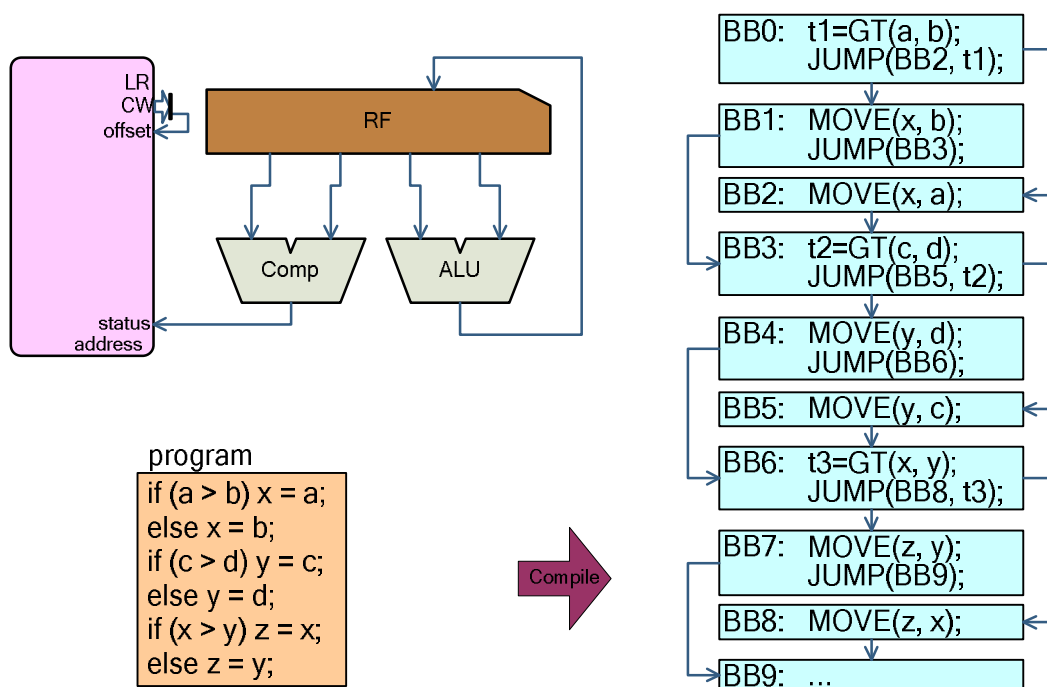 LR
CW
offset
status
address
RF
Comp
ALU
program
if (a > b) x = a;
else x = b;
if (c > d) y = c;
else y = d;
if (x > y) z = x;
else z = y;
Compile
BB0: t1=GT(a, b);
JUMP(BB2, t1);
BB1: MOVE(x, b);
JUMP(BB3);
BB2: MOVE(x, a);
BB3: t2=GT(c, d);
JUMP(BB5, t2);
BB4: MOVE(y, d);
JUMP(BB6);
BB5: MOVE(y, c);
BB6: t3=GT(x, y);
JUMP(BB8, t3);
BB7: MOVE(z, y);
JUMP(BB9);
BB8: MOVE(z, x);
BB9: ...